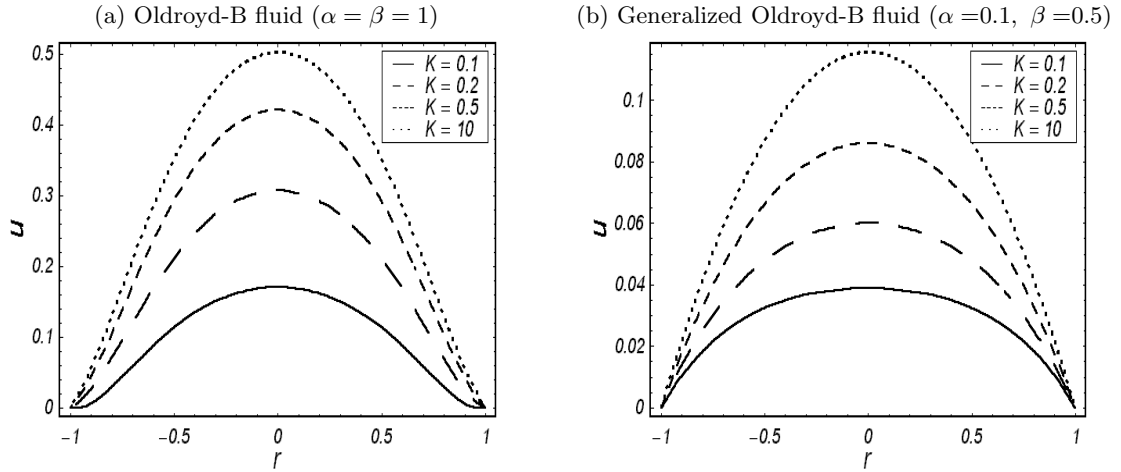 (a) Oldroyd-B fluid (α = β = 1)
0.5
0.4
0.3
0.2
0.1
0
u
K = 0.1
K = 0.2
K = 0.5
K = 10
−1
−0.5
0
0.5
1
r
(b) Generalized Oldroyd-B fluid (α =0.1, β =0.5)
0.1
0.08
0.06
0.04
0.02
0
u
K = 0.1
K = 0.2
K = 0.5
K = 10
−1
−0.5
0
0.5
1
r